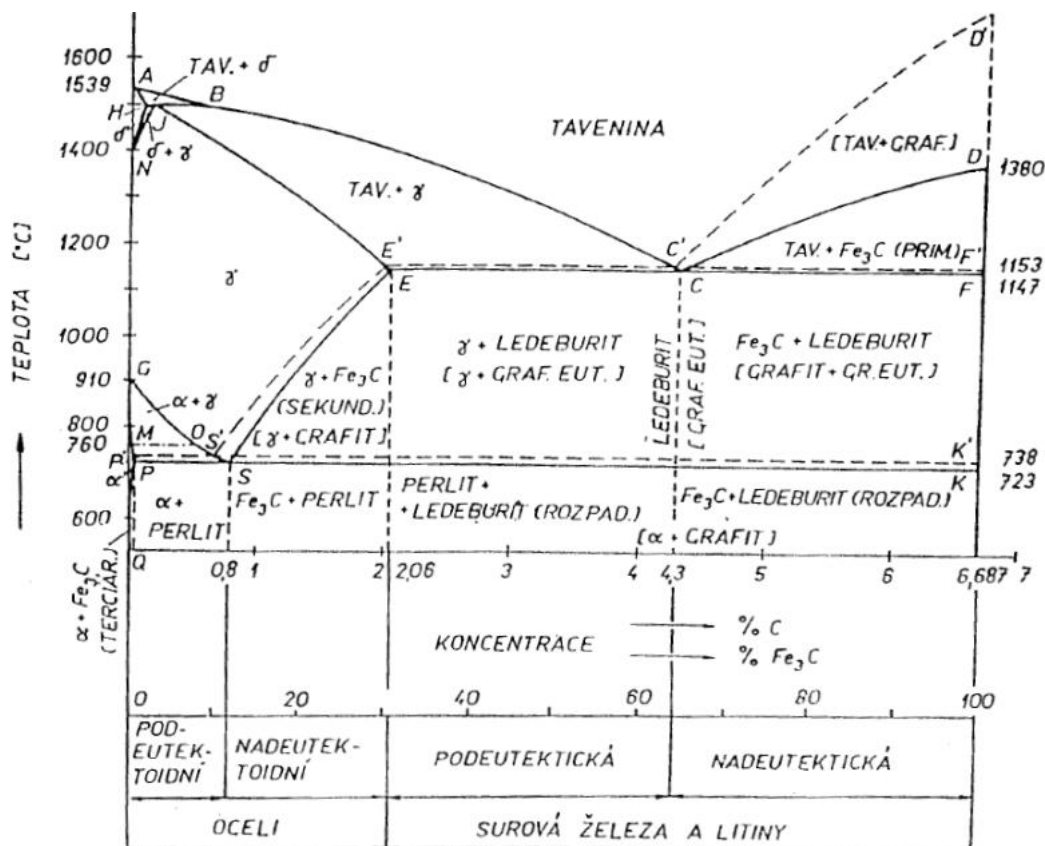 TEPLOTA [°C]
1600
1539
1400
1200
1000
910
800
760
600
A
TAV. + δ
B
H
J
δ
δ + γ
N
TAVENINA
D'
[TAV.+GRAF.]
D
1380
TAV. + γ
E'
C'
TAV. + Fe3C (PRIM.)
F'
1153
E
C
F
1147
γ
G
α + γ
γ + Fe3C
(SEKUND.)
[γ + GRAFIT]
γ + LEDEBURIT
[γ + GRAF. EUT.]
LEDEBURIT
[GRAF. EUT.]
Fe3C + LEDEBURIT
[GRAFIT + GR. EUT.]
M
O
S'
K'
738
P'
P
S
K
723
α
α +
PERLIT
Fe3C + PERLIT
PERLIT +
+ LEDEBURIT (ROZPAD.)
Fe3C + LEDEBURIT (ROZPAD.)
[α + GRAFIT]
Q
0,8
1
2
2,06
3
4
4,3
5
6
6,687
7
α + Fe3C
(TERCIÁR.)
KONCENTRACE
% C
% Fe3C
0
20
40
60
80
100
POD-
EUTEK-
TOIDNÍ
NADEUTEK-
TOIDNÍ
PODEUTEKTICKÁ
NADEUTEKTICKÁ
OCELI
SUROVÁ ŽELEZA A LITINY